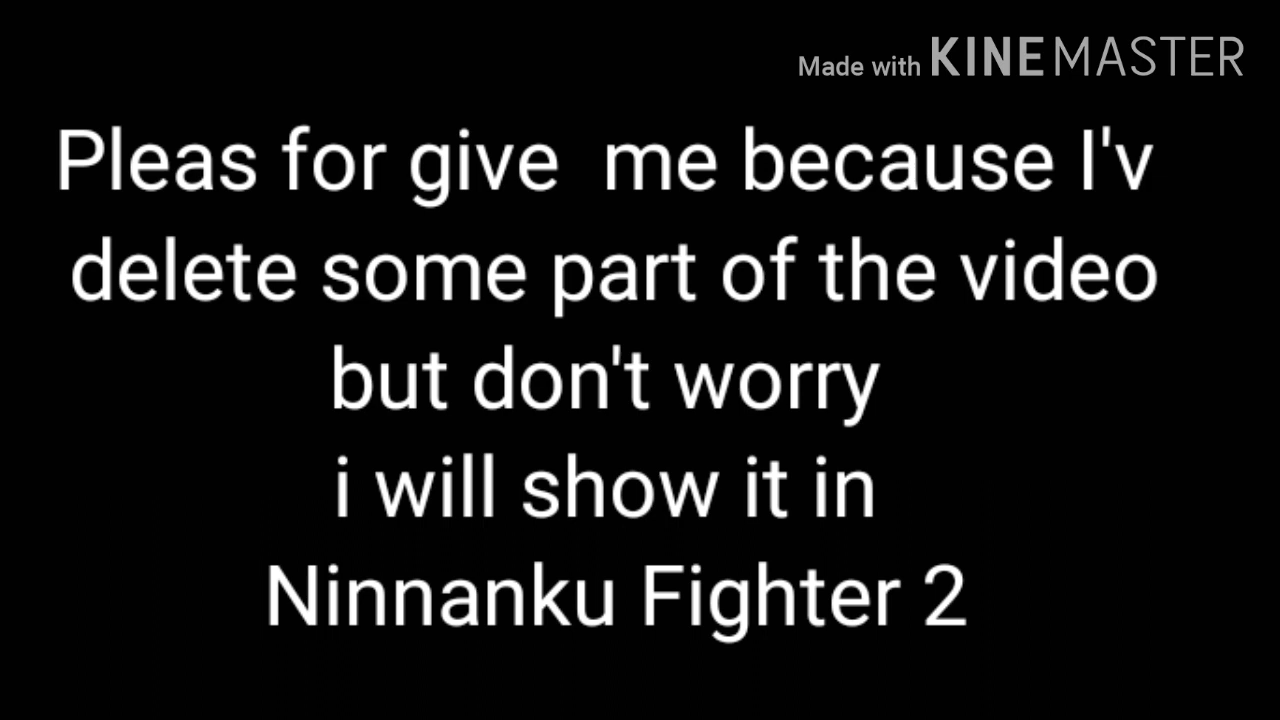 Made with KINEMASTER
Pleas for give me because I'v
delete some part of the video
but don't worry
i will show it in
Ninnanku Fighter 2